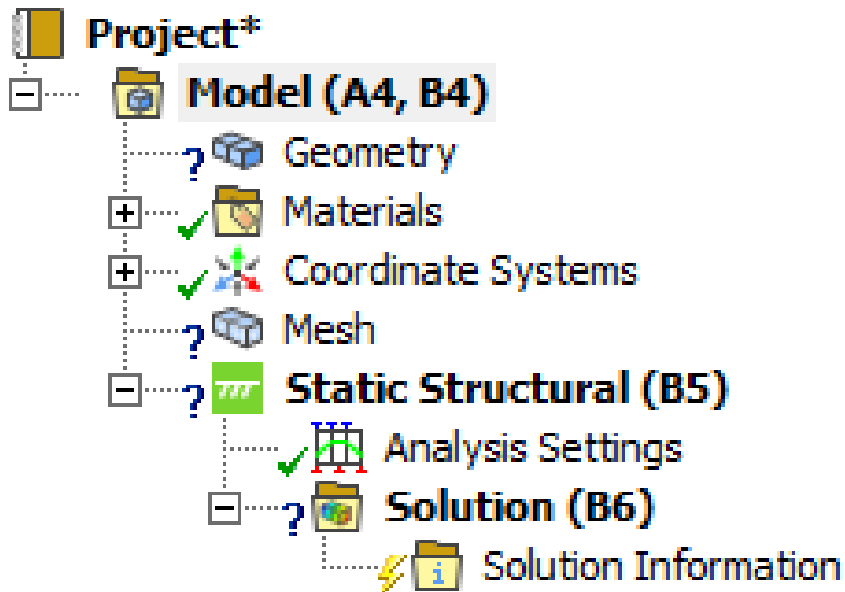 Project*
Model (A4, B4)
Geometry
Materials
Coordinate Systems
Mesh
Static Structural (B5)
Analysis Settings
Solution (B6)
Solution Information